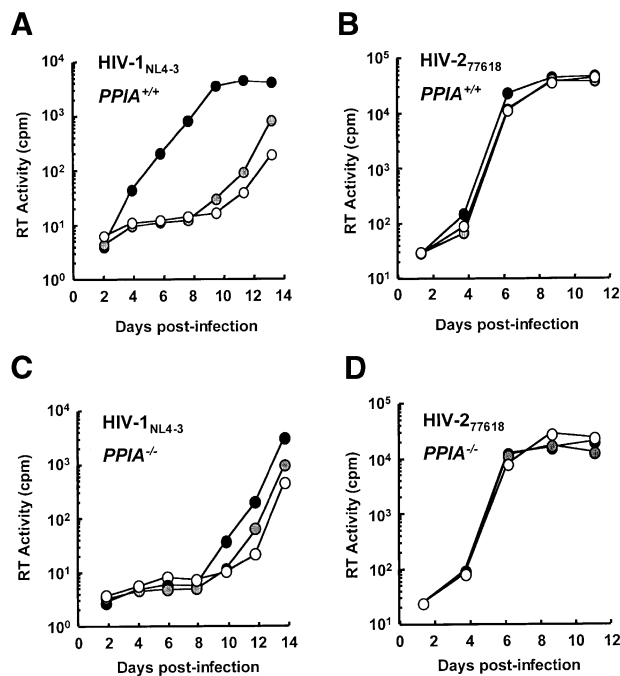 A
HIV-1NL4-3
PPIA+/+
RT Activity (cpm)
10⁴
10³
10²
10¹
10⁰
0 2 4 6 8 10 12 14
Days post-infection
B
HIV-277618
PPIA+/+
RT Activity (cpm)
10⁵
10⁴
10³
10²
10¹
0 2 4 6 8 10 12
Days post-infection
C
HIV-1NL4-3
PPIA-/-
RT Activity (cpm)
10⁴
10³
10²
10¹
10⁰
0 2 4 6 8 10 12 14
Days post-infection
D
HIV-277618
PPIA-/-
RT Activity (cpm)
10⁵
10⁴
10³
10²
10¹
0 2 4 6 8 10 12
Days post-infection